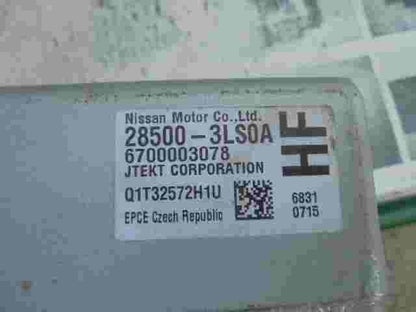 Nissan Motor Co.,Ltd.
28500-3LS0A
6700003078
JTEKT CORPORATION
Q1T32572H1U
EPCE Czech Republic
HF
6831
0715